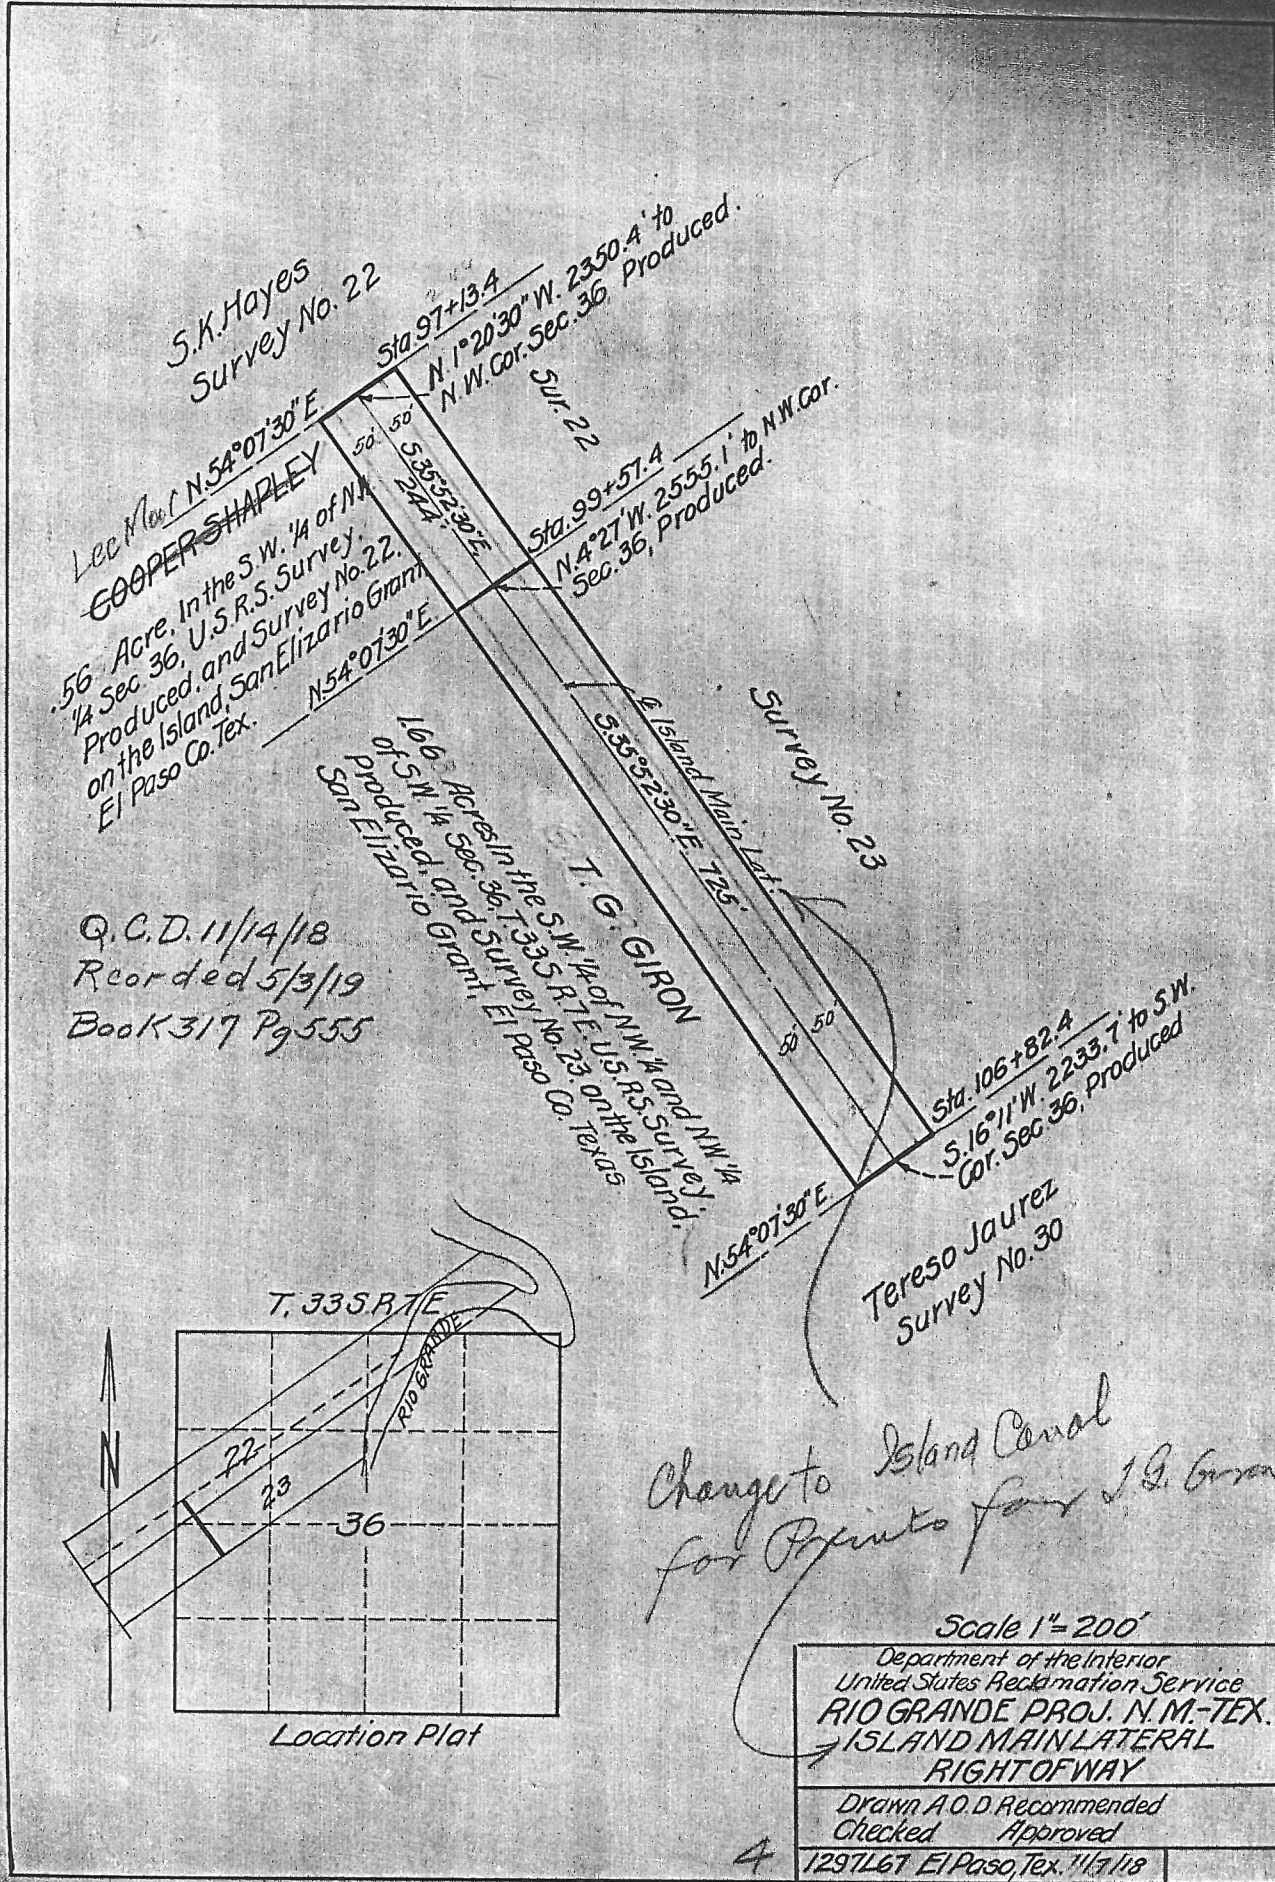 S.K.Hayes
Survey No. 22
Sta.97+13.4
N.1°20'30"W. 2350.4' to
N.W.Cor.Sec.36, Produced.
Sur. 22
N.54°07'30"E.
50' 50'
S35°52'30"E.
244'
Lee
COOPER SHAPLEY
.56 Acre. In the S.W.¼ of N.W.
¼ Sec. 36, U.S.R.S. Survey,
Produced, and Survey No.22.
on the Island, San Elizario Grant
El Paso Co. Tex.
Sta.99+57.4
N.4°27'W. 2555.1' to N.W.Cor.
Sec.36, Produced.
N.54°07'30"E.
℄ Island Main Lat.
S35°52'30"E. 725'
Survey No. 23
T. G. GIRON
1.66 Acres In the S.W.¼ of N.W.¼ and N.W.¼
of S.W.¼ Sec. 36, T.33S R.7E. U.S.R.S. Survey,
produced, and Survey No. 23. on the Island,
San Elizario Grant, El Paso Co. Texas
Q.C.D. 11/14/18
Rcorded 5/3/19
Book 317 Pg 555
50' 50'
Sta. 106+82.4
S.16°11'W. 2233.7' to S.W.
Cor. Sec 36, Produced
N.54°07'30"E.
Tereso Jaurez
Survey No. 30
T. 33S R 7E
RIO GRANDE
N
22
23
36
Location Plat
Change to Island Canal
for Prints for T.G. Giron
Scale 1"=200'
Department of the Interior
United States Reclamation Service
RIO GRANDE PROJ. N.M.-TEX.
ISLAND MAIN LATERAL
RIGHT OF WAY
Drawn A.O.D. Recommended
Checked Approved
4
1297L67 El Paso, Tex. 11/7/18